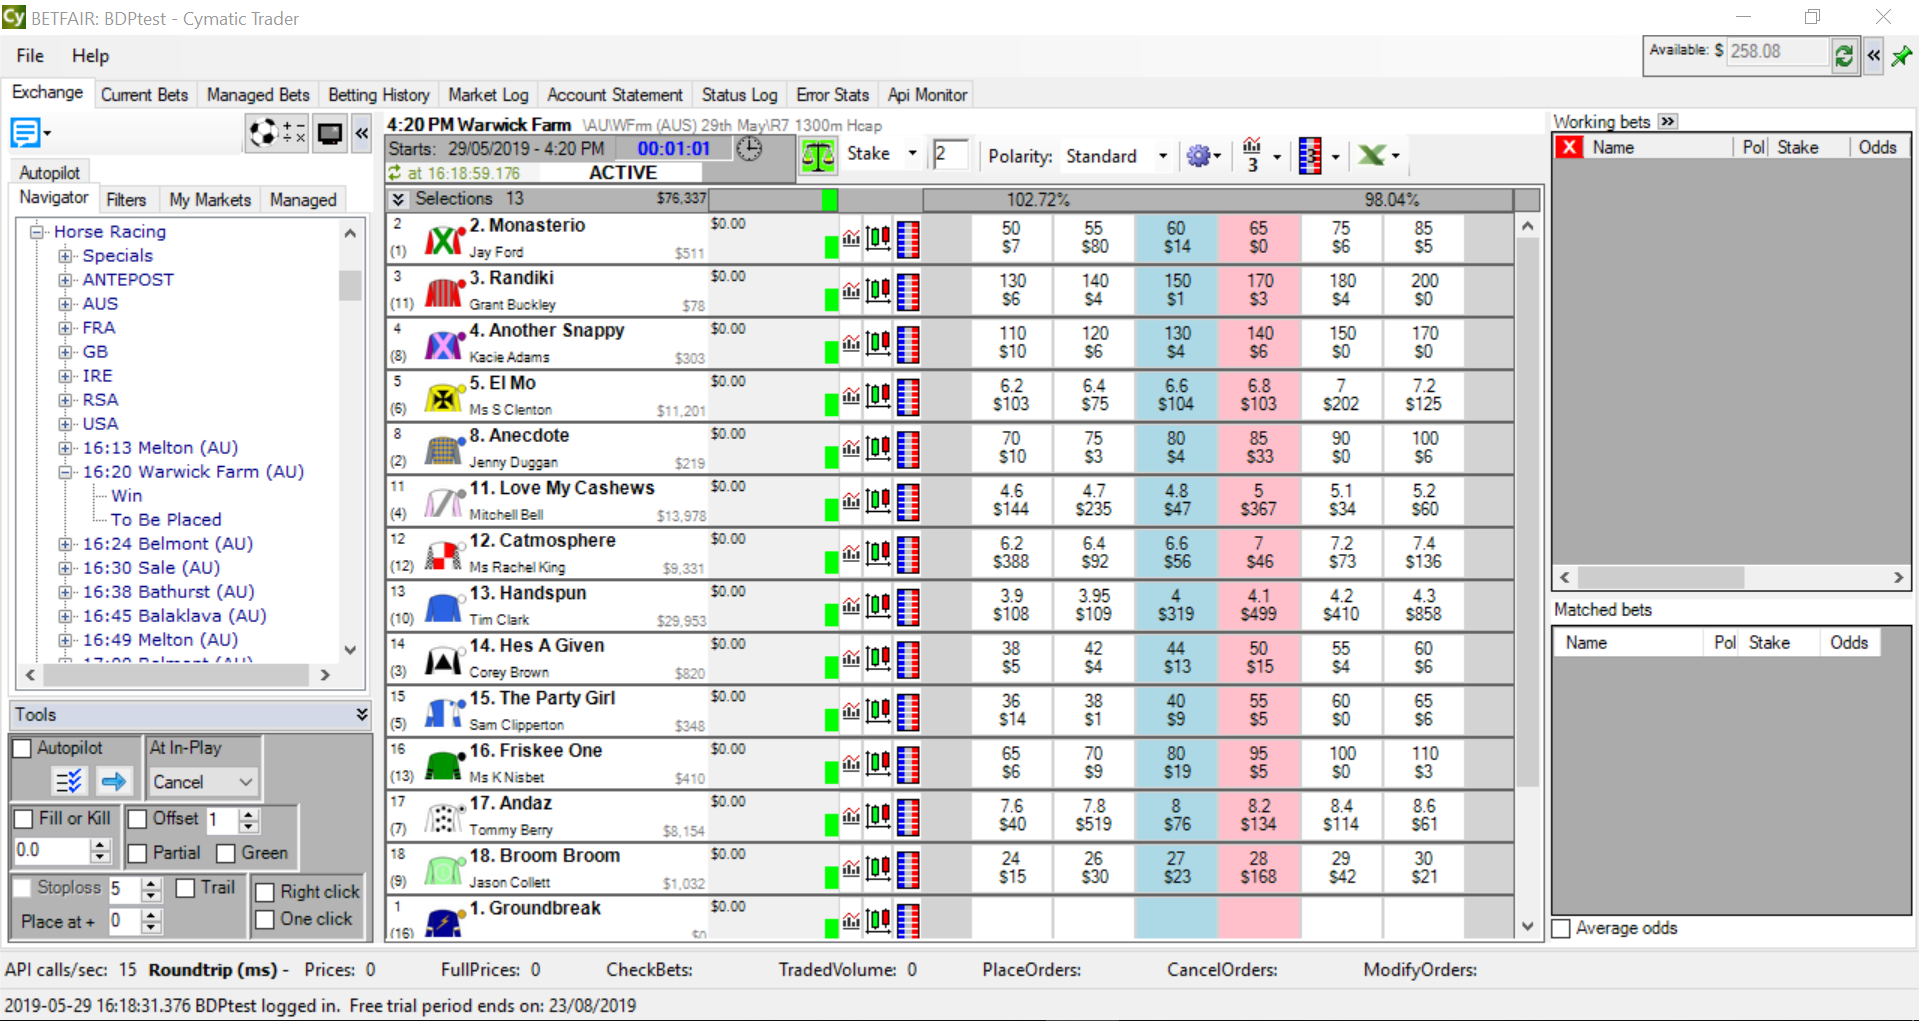 BETFAIR: BDPtest - Cymatic Trader
File Help
Available: $ 258.08
Exchange Current Bets Managed Bets Betting History Market Log Account Statement Status Log Error Stats Api Monitor
Autopilot
Navigator Filters My Markets Managed
Horse Racing
Specials
ANTEPOST
AUS
FRA
GB
IRE
RSA
USA
16:13 Melton (AU)
16:20 Warwick Farm (AU)
Win
To Be Placed
16:24 Belmont (AU)
16:30 Sale (AU)
16:38 Bathurst (AU)
16:45 Balaklava (AU)
16:49 Melton (AU)
17:00 Belmont (AU)
Tools
Autopilot At In-Play
Cancel
Fill or Kill Offset 1
0.0 Partial Green
Stoploss 5 Trail Right click
Place at + 0 One click
4:20 PM Warwick Farm \AU\WFrm (AUS) 29th May\R7 1300m Hcap
Starts: 29/05/2019 - 4:20 PM 00:01:01
at 16:18:59.176 ACTIVE
Stake 2 Polarity: Standard 3 3
Selections 13 $76,337 102.72% 98.04%
2 2. Monasterio $0.00 50 55 60 65 75 85
(1) Jay Ford $511 $7 $80 $14 $0 $6 $5
3 3. Randiki $0.00 130 140 150 170 180 200
(11) Grant Buckley $78 $6 $4 $1 $3 $4 $0
4 4. Another Snappy $0.00 110 120 130 140 150 170
(8) Kacie Adams $303 $10 $6 $4 $6 $0 $0
5 5. El Mo $0.00 6.2 6.4 6.6 6.8 7 7.2
(6) Ms S Clenton $11,201 $103 $75 $104 $103 $202 $125
8 8. Anecdote $0.00 70 75 80 85 90 100
(2) Jenny Duggan $219 $10 $3 $4 $33 $0 $6
11 11. Love My Cashews $0.00 4.6 4.7 4.8 5 5.1 5.2
(4) Mitchell Bell $13,978 $144 $235 $47 $367 $34 $60
12 12. Catmosphere $0.00 6.2 6.4 6.6 7 7.2 7.4
(12) Ms Rachel King $9,331 $388 $92 $56 $46 $73 $136
13 13. Handspun $0.00 3.9 3.95 4 4.1 4.2 4.3
(10) Tim Clark $29,953 $108 $109 $319 $499 $410 $858
14 14. Hes A Given $0.00 38 42 44 50 55 60
(3) Corey Brown $820 $5 $4 $13 $15 $4 $6
15 15. The Party Girl $0.00 36 38 40 55 60 65
(5) Sam Clipperton $348 $14 $1 $9 $5 $0 $6
16 16. Friskee One $0.00 65 70 80 95 100 110
(13) Ms K Nisbet $410 $6 $9 $19 $5 $0 $3
17 17. Andaz $0.00 7.6 7.8 8 8.2 8.4 8.6
(7) Tommy Berry $8,154 $40 $519 $76 $134 $114 $61
18 18. Broom Broom $0.00 24 26 27 28 29 30
(9) Jason Collett $1,032 $15 $30 $23 $168 $42 $21
1 1. Groundbreak $0.00
(16) $0
Working bets
X Name Pol Stake Odds
Matched bets
Name Pol Stake Odds
Average odds
API calls/sec: 15 Roundtrip (ms) - Prices: 0 FullPrices: 0 CheckBets: TradedVolume: 0 PlaceOrders: CancelOrders: ModifyOrders:
2019-05-29 16:18:31.376 BDPtest logged in. Free trial period ends on: 23/08/2019